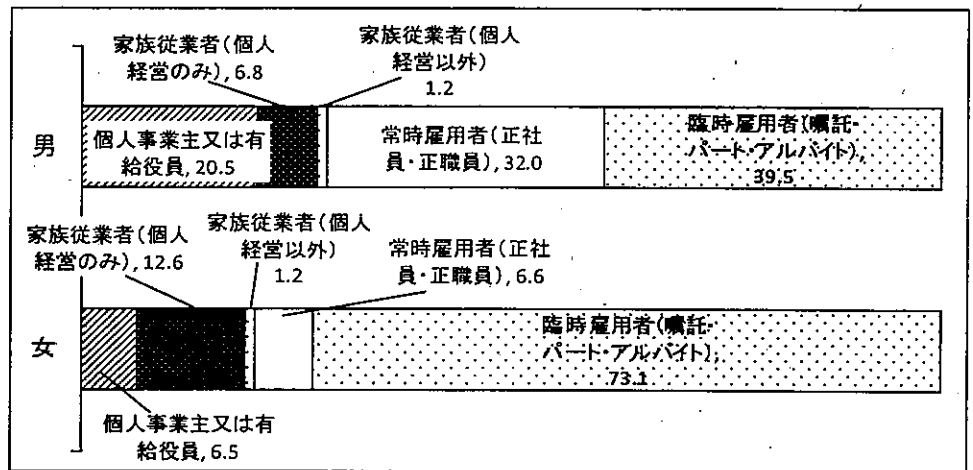 家族従業者(個人
経営のみ), 6.8
家族従業者(個人
経営以外)
1.2
男
個人事業主又は有
給役員, 20.5
常時雇用者(正社
員・正職員), 32.0
臨時雇用者(嘱託・
パート・アルバイト),
39.5
家族従業者(個人
経営のみ), 12.6
家族従業者(個人
経営以外)
1.2
常時雇用者(正社
員・正職員), 6.6
女
臨時雇用者(嘱託・
パート・アルバイト),
73.1
個人事業主又は有
給役員, 6.5